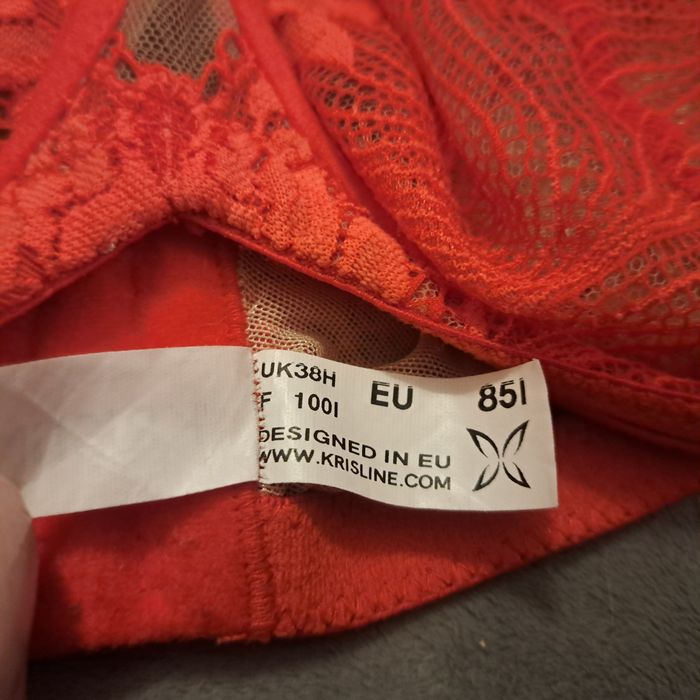 UK38H EU 85I
F 100I
DESIGNED IN EU
WWW.KRISLINE.COM